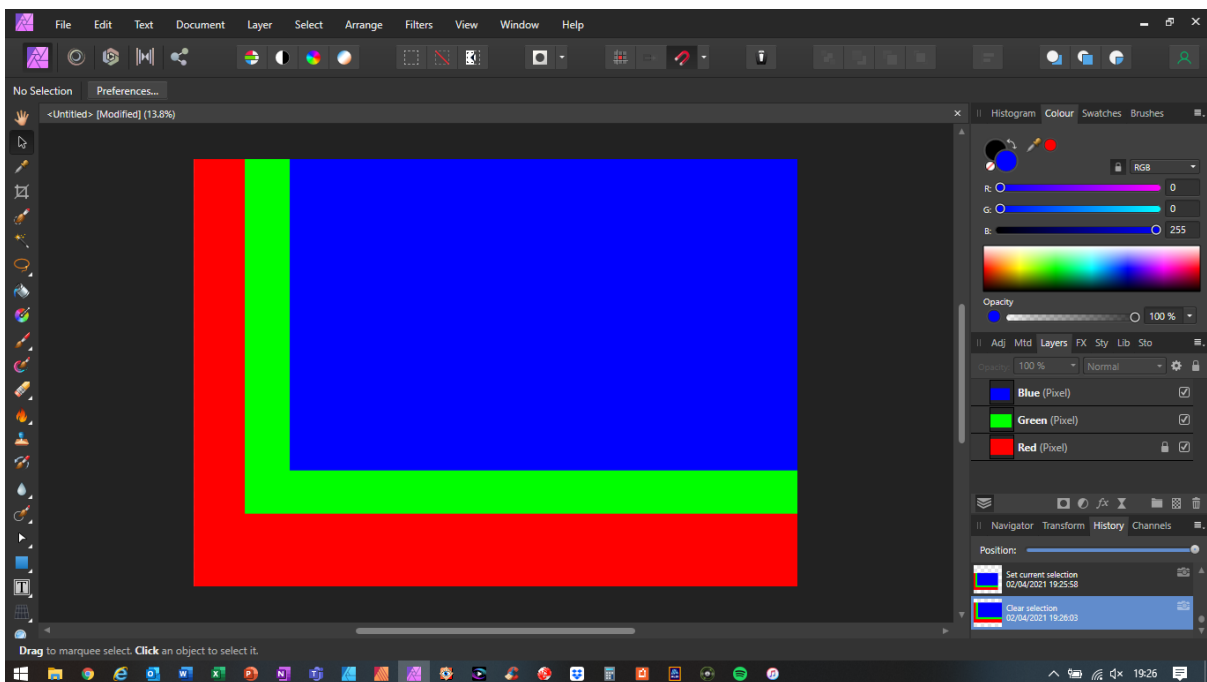 File Edit Text Document Layer Select Arrange Filters View Window Help
No Selection Preferences...
<Untitled> [Modified] (13.8%)
Histogram Colour Swatches Brushes
RGB
R: 0
G: 0
B: 255
Opacity
100 %
Adj Mtd Layers FX Sty Lib Sto
Opacity: 100 % Normal
Blue (Pixel)
Green (Pixel)
Red (Pixel)
fx
Navigator Transform History Channels
Position:
Set current selection
02/04/2021 19:25:58
Clear selection
02/04/2021 19:26:03
T
Drag to marquee select. Click an object to select it.
19:26